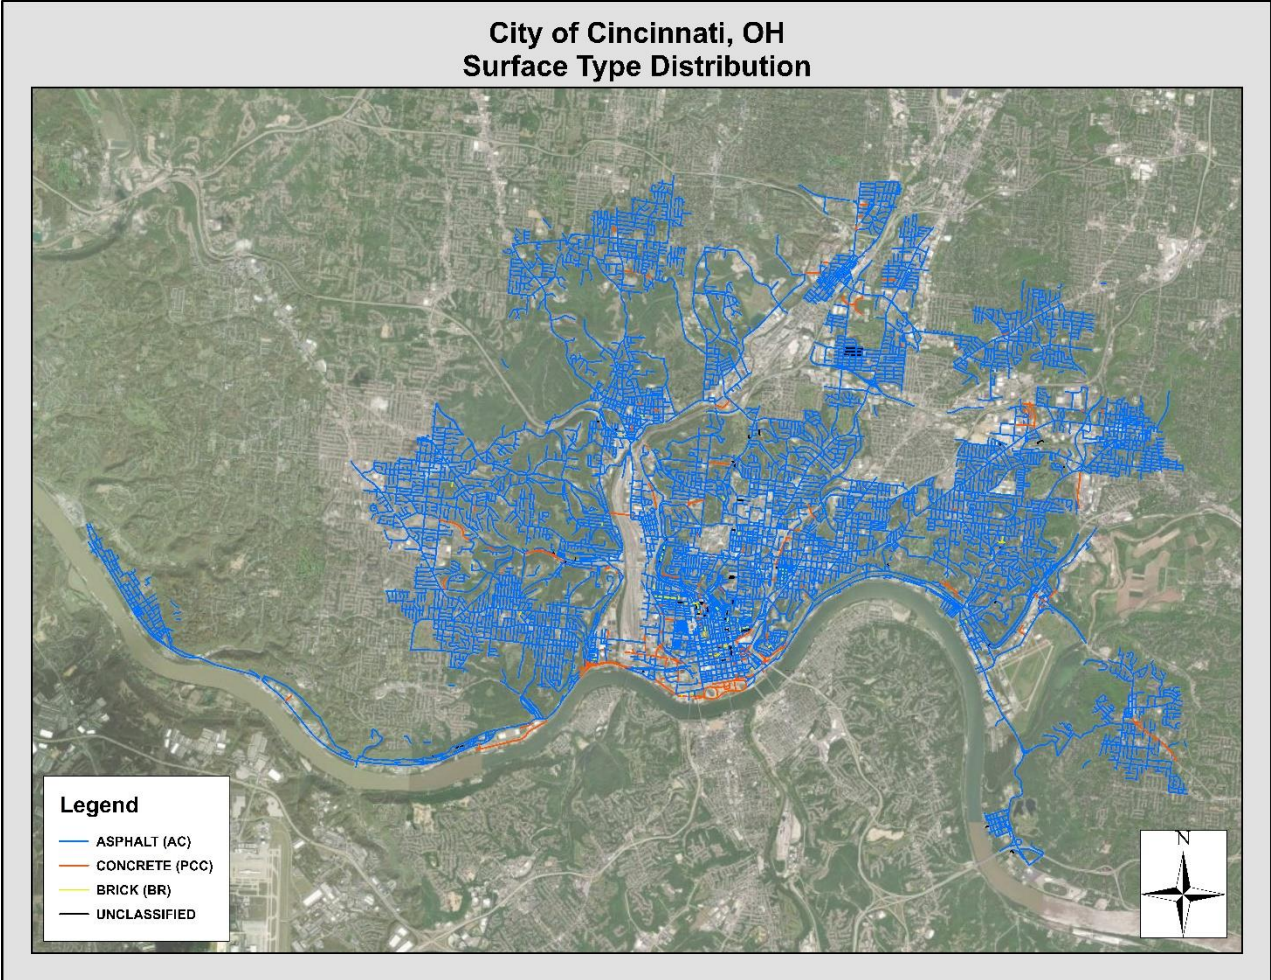 City of Cincinnati, OH
Surface Type Distribution
Legend
ASPHALT (AC)
CONCRETE (PCC)
BRICK (BR)
UNCLASSIFIED
N